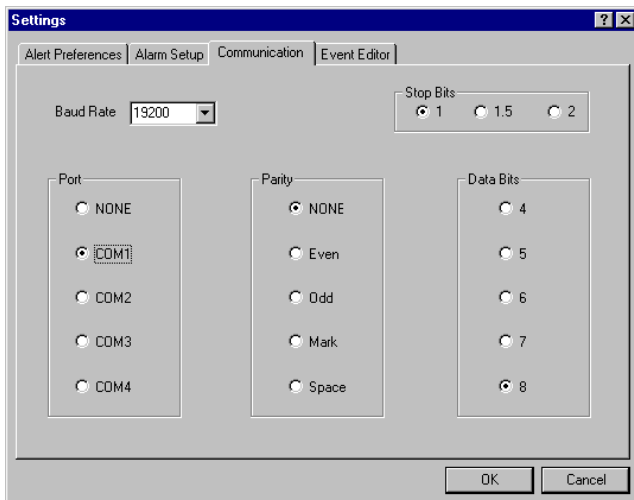 Settings
Alert Preferences Alarm Setup Communication Event Editor
Baud Rate 19200
Stop Bits
1 1.5 2
Port
NONE
COM1
COM2
COM3
COM4
Parity
NONE
Even
Odd
Mark
Space
Data Bits
4
5
6
7
8
OK Cancel